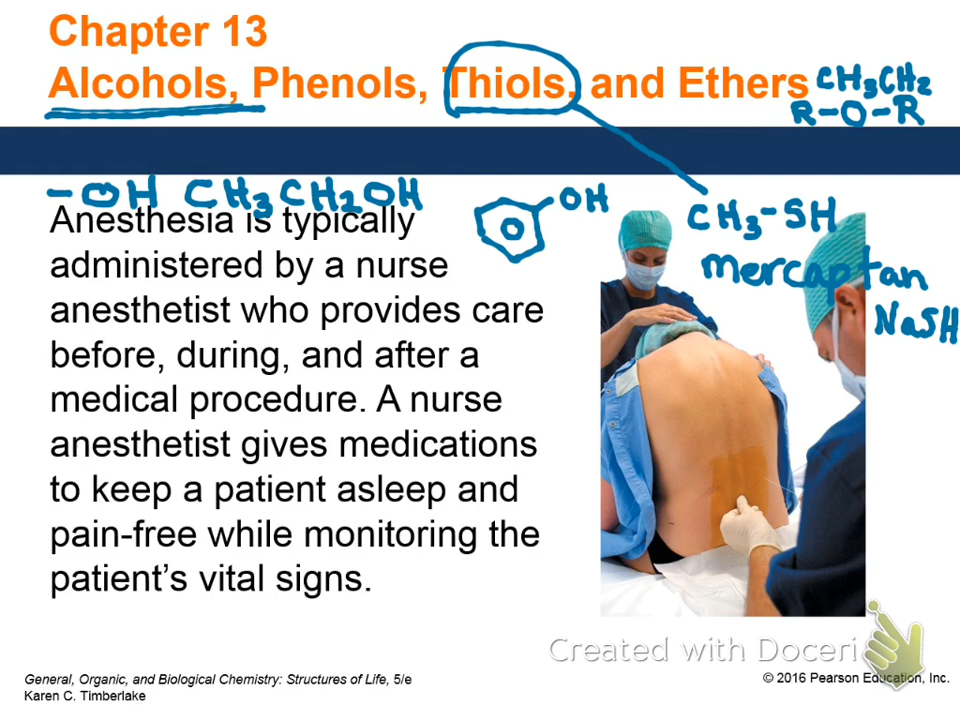 Chapter 13
Alcohols, Phenols, Thiols, and Ethers
CH3CH2
R-O-R
-OH CH3CH2OH
OH
CH3-SH
mercaptan
NaSH
Anesthesia is typically
administered by a nurse
anesthetist who provides care
before, during, and after a
medical procedure. A nurse
anesthetist gives medications
to keep a patient asleep and
pain-free while monitoring the
patient's vital signs.
Created with Doceri
General, Organic, and Biological Chemistry: Structures of Life, 5/e
Karen C. Timberlake
© 2016 Pearson Education, Inc.